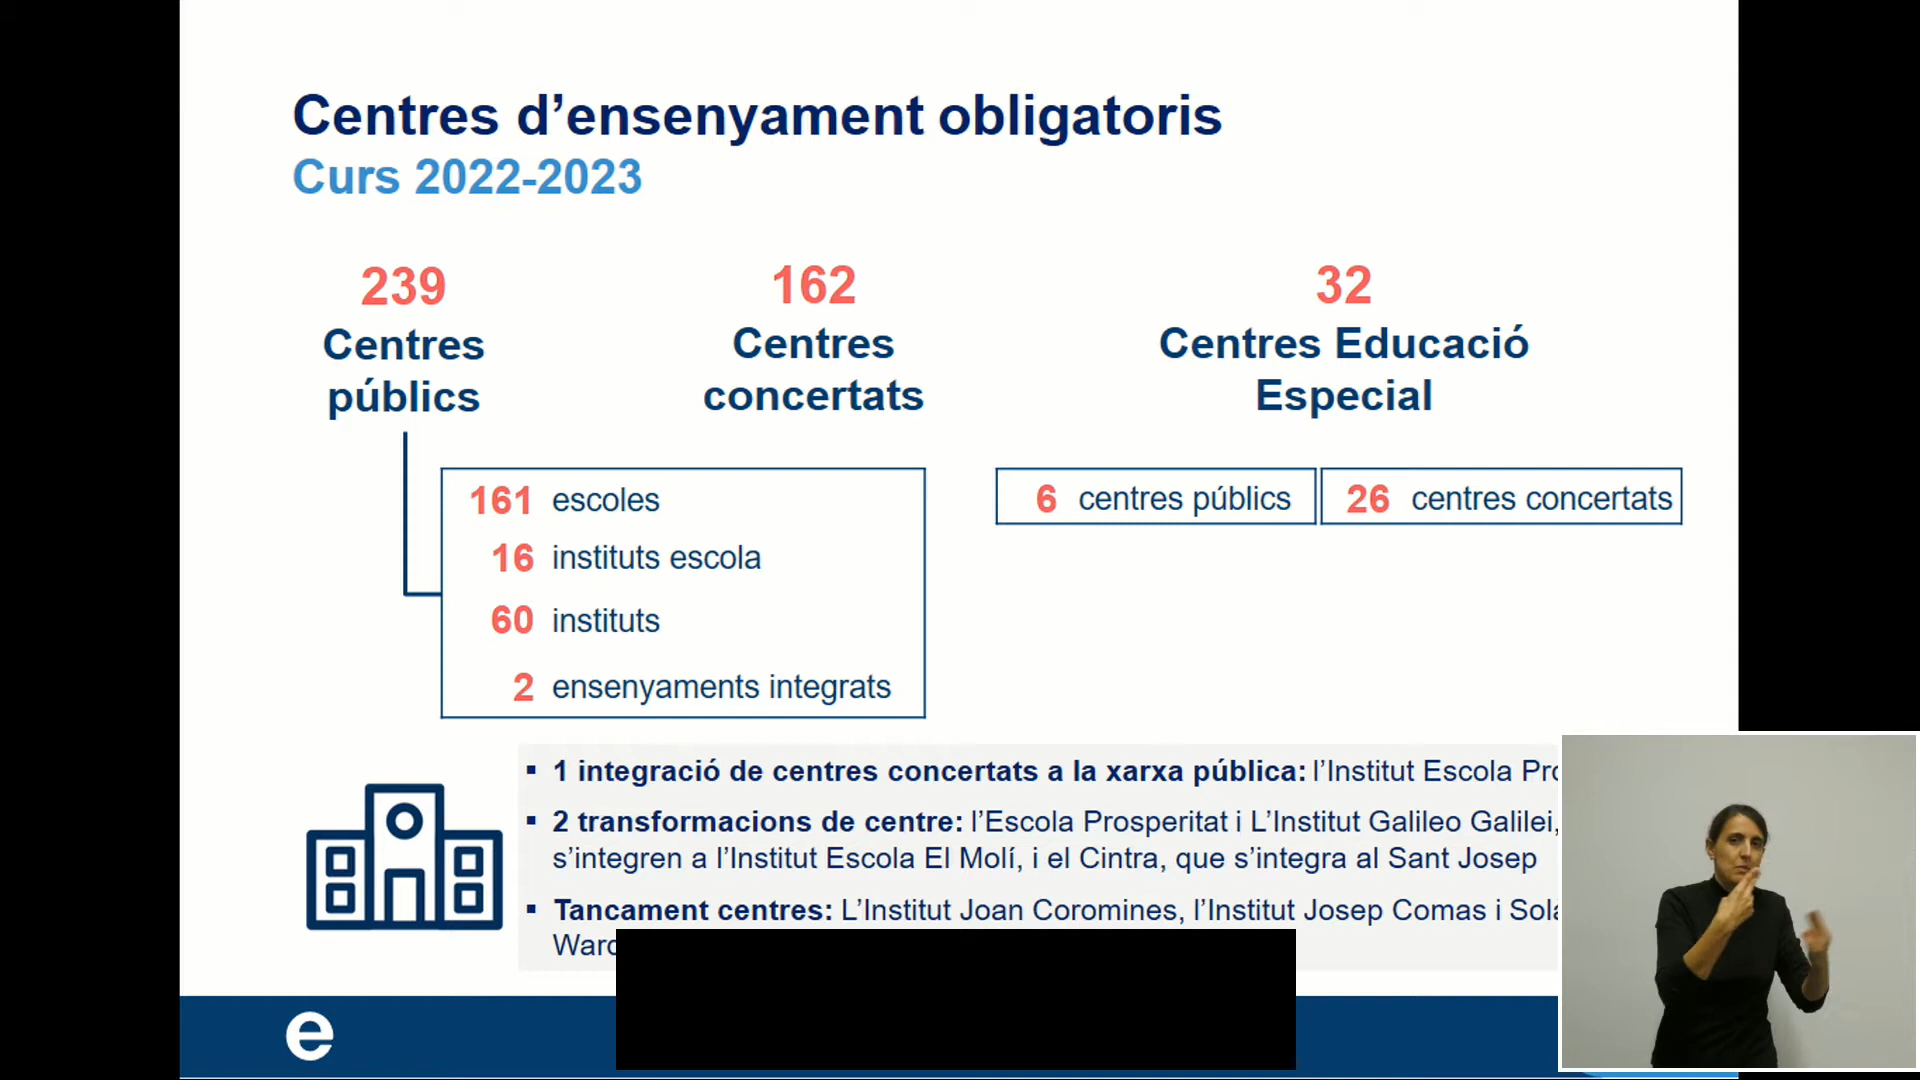 Centres d’ensenyament obligatoris
Curs 2022-2023
239
Centres
públics
162
Centres
concertats
32
Centres Educació
Especial
161 escoles
16 instituts escola
60 instituts
2 ensenyaments integrats
6 centres públics
26 centres concertats
▪ 1 integració de centres concertats a la xarxa pública: l’Institut Escola
▪ 2 transformacions de centre: l’Escola Prosperitat i L’Institut Galileo Galilei,
s’integren a l’Institut Escola El Molí, i el Cintra, que s’integra al Sant Josep
▪ Tancament centres: L’Institut Joan Coromines, l’Institut Josep Comas i
e